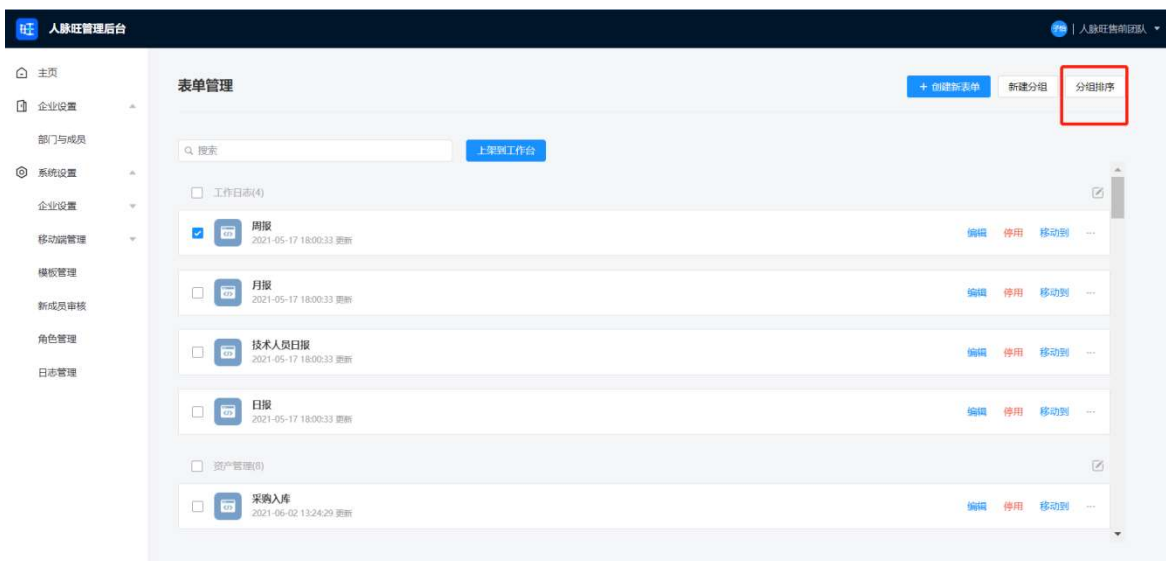 旺 人脉旺管理后台 | 人脉旺售前团队
主页
企业设置
部门与成员
系统设置
企业设置
移动端管理
模板管理
新成员审核
角色管理
日志管理
表单管理 + 创建新表单 新建分组 分组排序
搜索 上架到工作台
工作日志(4)
周报
2021-05-17 18:00:33 更新
编辑 停用 移动到 ...
月报
2021-05-17 18:00:33 更新
编辑 停用 移动到 ...
技术人员日报
2021-05-17 18:00:33 更新
编辑 停用 移动到 ...
日报
2021-05-17 18:00:33 更新
编辑 停用 移动到 ...
资产管理(8)
采购入库
2021-06-02 13:24:29 更新
编辑 停用 移动到 ...